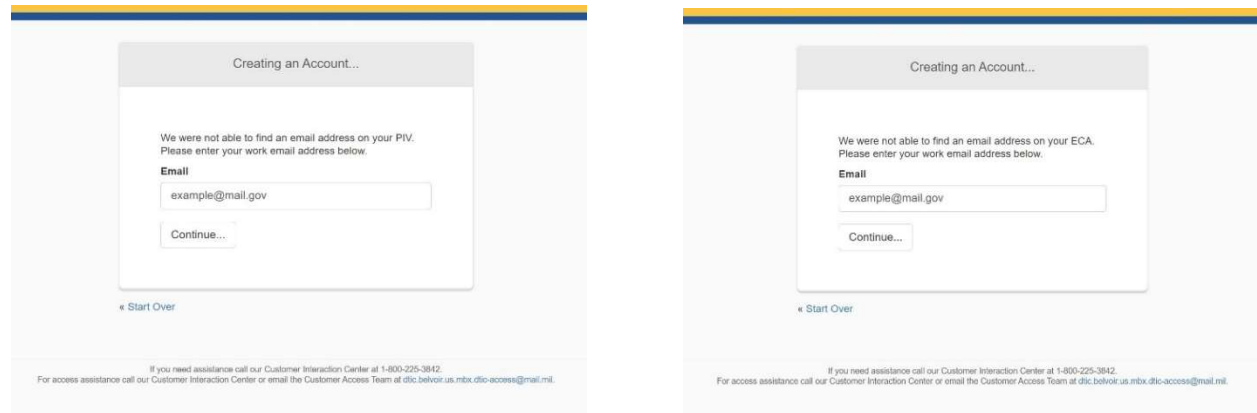 Creating an Account...
We were not able to find an email address on your PIV.
Please enter your work email address below.
Email
example@mail.gov
Continue...
« Start Over
If you need assistance call our Customer Interaction Center at 1-800-225-3842.
For access assistance call our Customer Interaction Center or email the Customer Access Team at dtic.belvoir.us.mbx.dtic-access@mail.mil.
Creating an Account...
We were not able to find an email address on your ECA.
Please enter your work email address below.
Email
example@mail.gov
Continue...
« Start Over
If you need assistance call our Customer Interaction Center at 1-800-225-3842.
For access assistance call our Customer Interaction Center or email the Customer Access Team at dtic.belvoir.us.mbx.dtic-access@mail.mil.